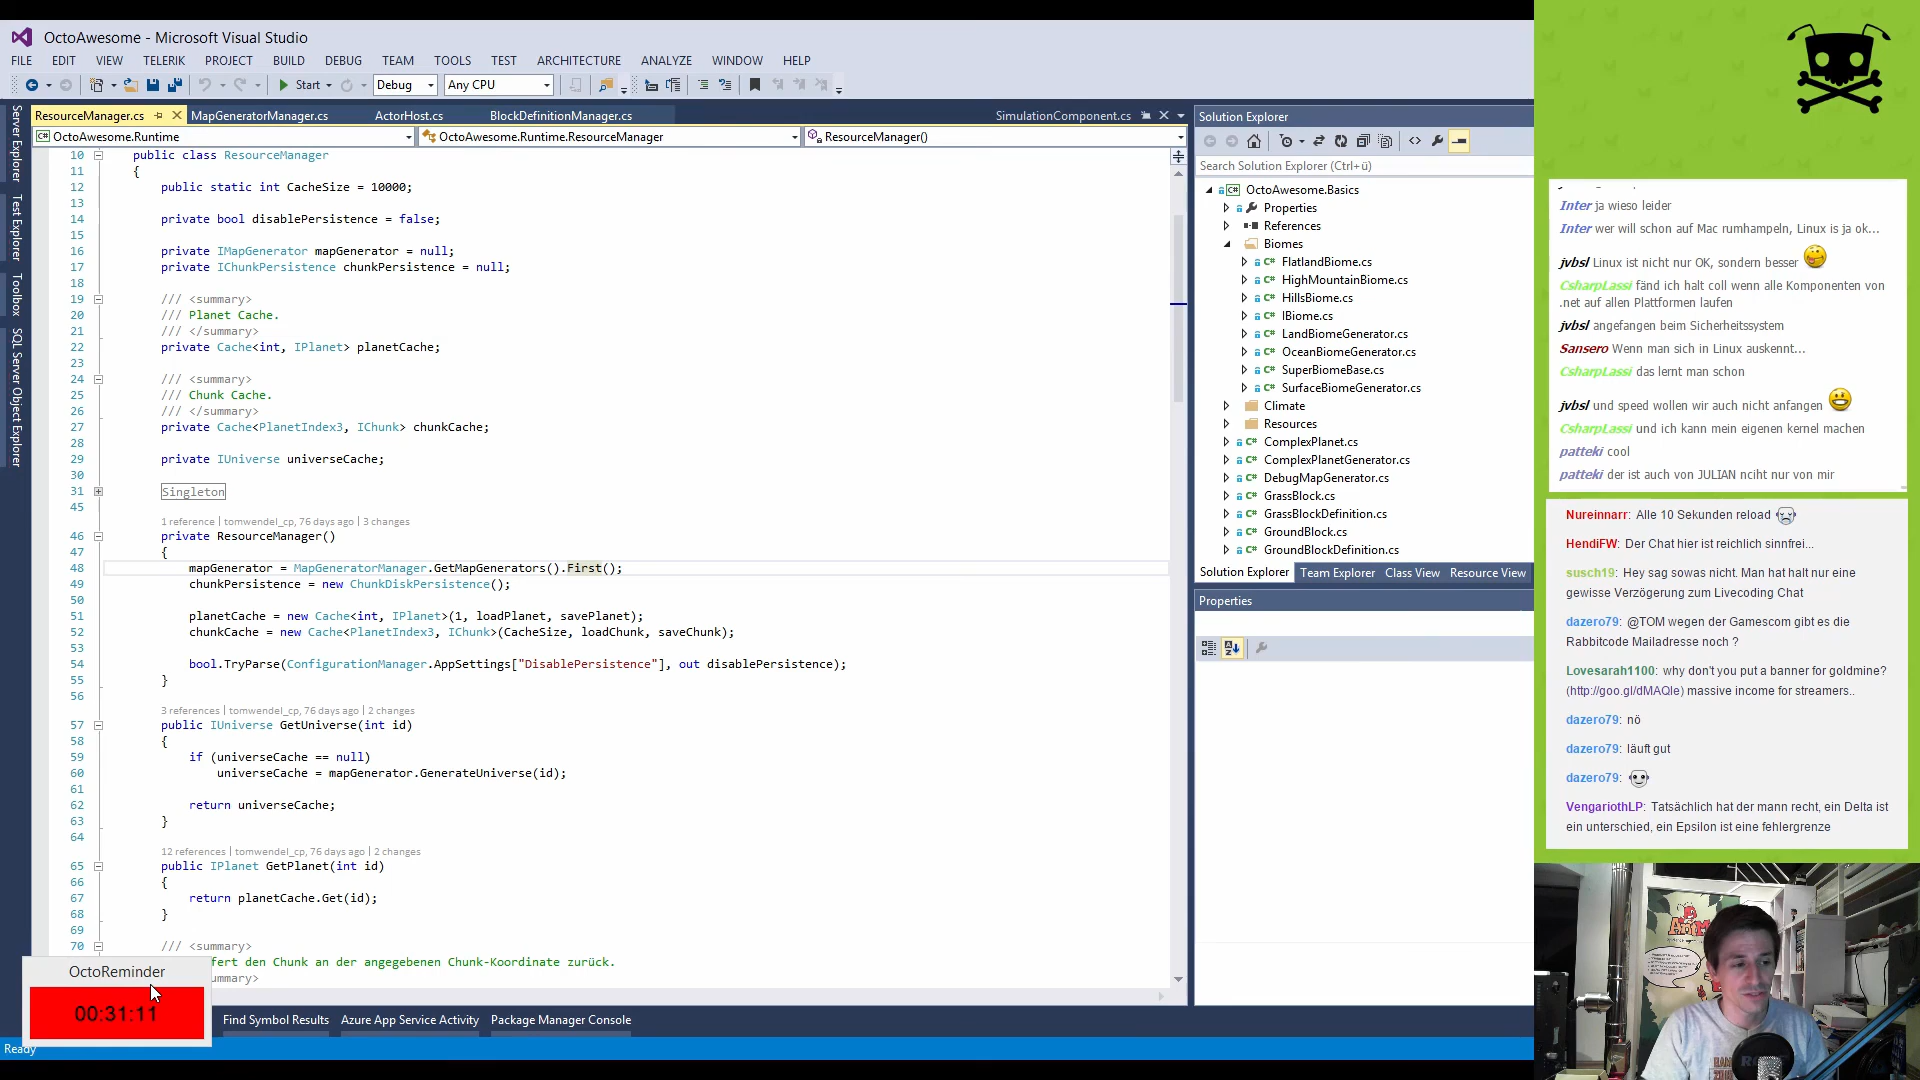 OctoAwesome - Microsoft Visual Studio
FILE EDIT VIEW TELERIK PROJECT BUILD DEBUG TEAM TOOLS TEST ARCHITECTURE ANALYZE WINDOW HELP
Start Debug Any CPU
ResourceManager.cs MapGeneratorManager.cs ActorHost.cs BlockDefinitionManager.cs SimulationComponent.cs
OctoAwesome.Runtime OctoAwesome.Runtime.ResourceManager ResourceManager()
Server Explorer
Test Explorer
Toolbox
SQL Server Object Explorer
10 public class ResourceManager
11 {
12 public static int CacheSize = 10000;
13
14 private bool disablePersistence = false;
15
16 private IMapGenerator mapGenerator = null;
17 private IChunkPersistence chunkPersistence = null;
18
19 /// <summary>
20 /// Planet Cache.
21 /// </summary>
22 private Cache<int, IPlanet> planetCache;
23
24 /// <summary>
25 /// Chunk Cache.
26 /// </summary>
27 private Cache<PlanetIndex3, IChunk> chunkCache;
28
29 private IUniverse universeCache;
30
31 Singleton
45
1 reference | tomwendel_cp, 76 days ago | 3 changes
46 private ResourceManager()
47 {
48 mapGenerator = MapGeneratorManager.GetMapGenerators().First();
49 chunkPersistence = new ChunkDiskPersistence();
50
51 planetCache = new Cache<int, IPlanet>(1, loadPlanet, savePlanet);
52 chunkCache = new Cache<PlanetIndex3, IChunk>(CacheSize, loadChunk, saveChunk);
53
54 bool.TryParse(ConfigurationManager.AppSettings["DisablePersistence"], out disablePersistence);
55 }
56
3 references | tomwendel_cp, 76 days ago | 2 changes
57 public IUniverse GetUniverse(int id)
58 {
59 if (universeCache == null)
60 universeCache = mapGenerator.GenerateUniverse(id);
61
62 return universeCache;
63 }
64
12 references | tomwendel_cp, 76 days ago | 2 changes
65 public IPlanet GetPlanet(int id)
66 {
67 return planetCache.Get(id);
68 }
69
70 /// <summary>
fert den Chunk an der angegebenen Chunk-Koordinate zurück.
summary>
OctoReminder
00:31:11
Find Symbol Results Azure App Service Activity Package Manager Console
Ready
Solution Explorer
Search Solution Explorer (Ctrl+ü)
OctoAwesome.Basics
Properties
References
Biomes
FlatlandBiome.cs
HighMountainBiome.cs
HillsBiome.cs
IBiome.cs
LandBiomeGenerator.cs
OceanBiomeGenerator.cs
SuperBiomeBase.cs
SurfaceBiomeGenerator.cs
Climate
Resources
ComplexPlanet.cs
ComplexPlanetGenerator.cs
DebugMapGenerator.cs
GrassBlock.cs
GrassBlockDefinition.cs
GroundBlock.cs
GroundBlockDefinition.cs
Solution Explorer Team Explorer Class View Resource View
Properties
Inter ja wieso leider
Inter wer will schon auf Mac rumhampeln, Linux is ja ok...
jvbsl Linux ist nicht nur OK, sondern besser
CsharpLassi fänd ich halt coll wenn alle Komponenten von
.net auf allen Plattformen laufen
jvbsl angefangen beim Sicherheitssystem
Sansero Wenn man sich in Linux auskennt...
CsharpLassi das lernt man schon
jvbsl und speed wollen wir auch nicht anfangen
CsharpLassi und ich kann mein eigenen kernel machen
patteki cool
patteki der ist auch von JULIAN nciht nur von mir
Nureinnarr: Alle 10 Sekunden reload
HendiFW: Der Chat hier ist reichlich sinnfrei...
susch19: Hey sag sowas nicht. Man hat halt nur eine
gewisse Verzögerung zum Livecoding Chat
dazero79: @TOM wegen der Gamescom gibt es die
Rabbitcode Mailadresse noch ?
Lovesarah1100: why don't you put a banner for goldmine?
(http://goo.gl/dMAQle) massive income for streamers..
dazero79: nö
dazero79: läuft gut
dazero79:
VengariothLP: Tatsächlich hat der mann recht, ein Delta ist
ein unterschied, ein Epsilon ist eine fehlergrenze